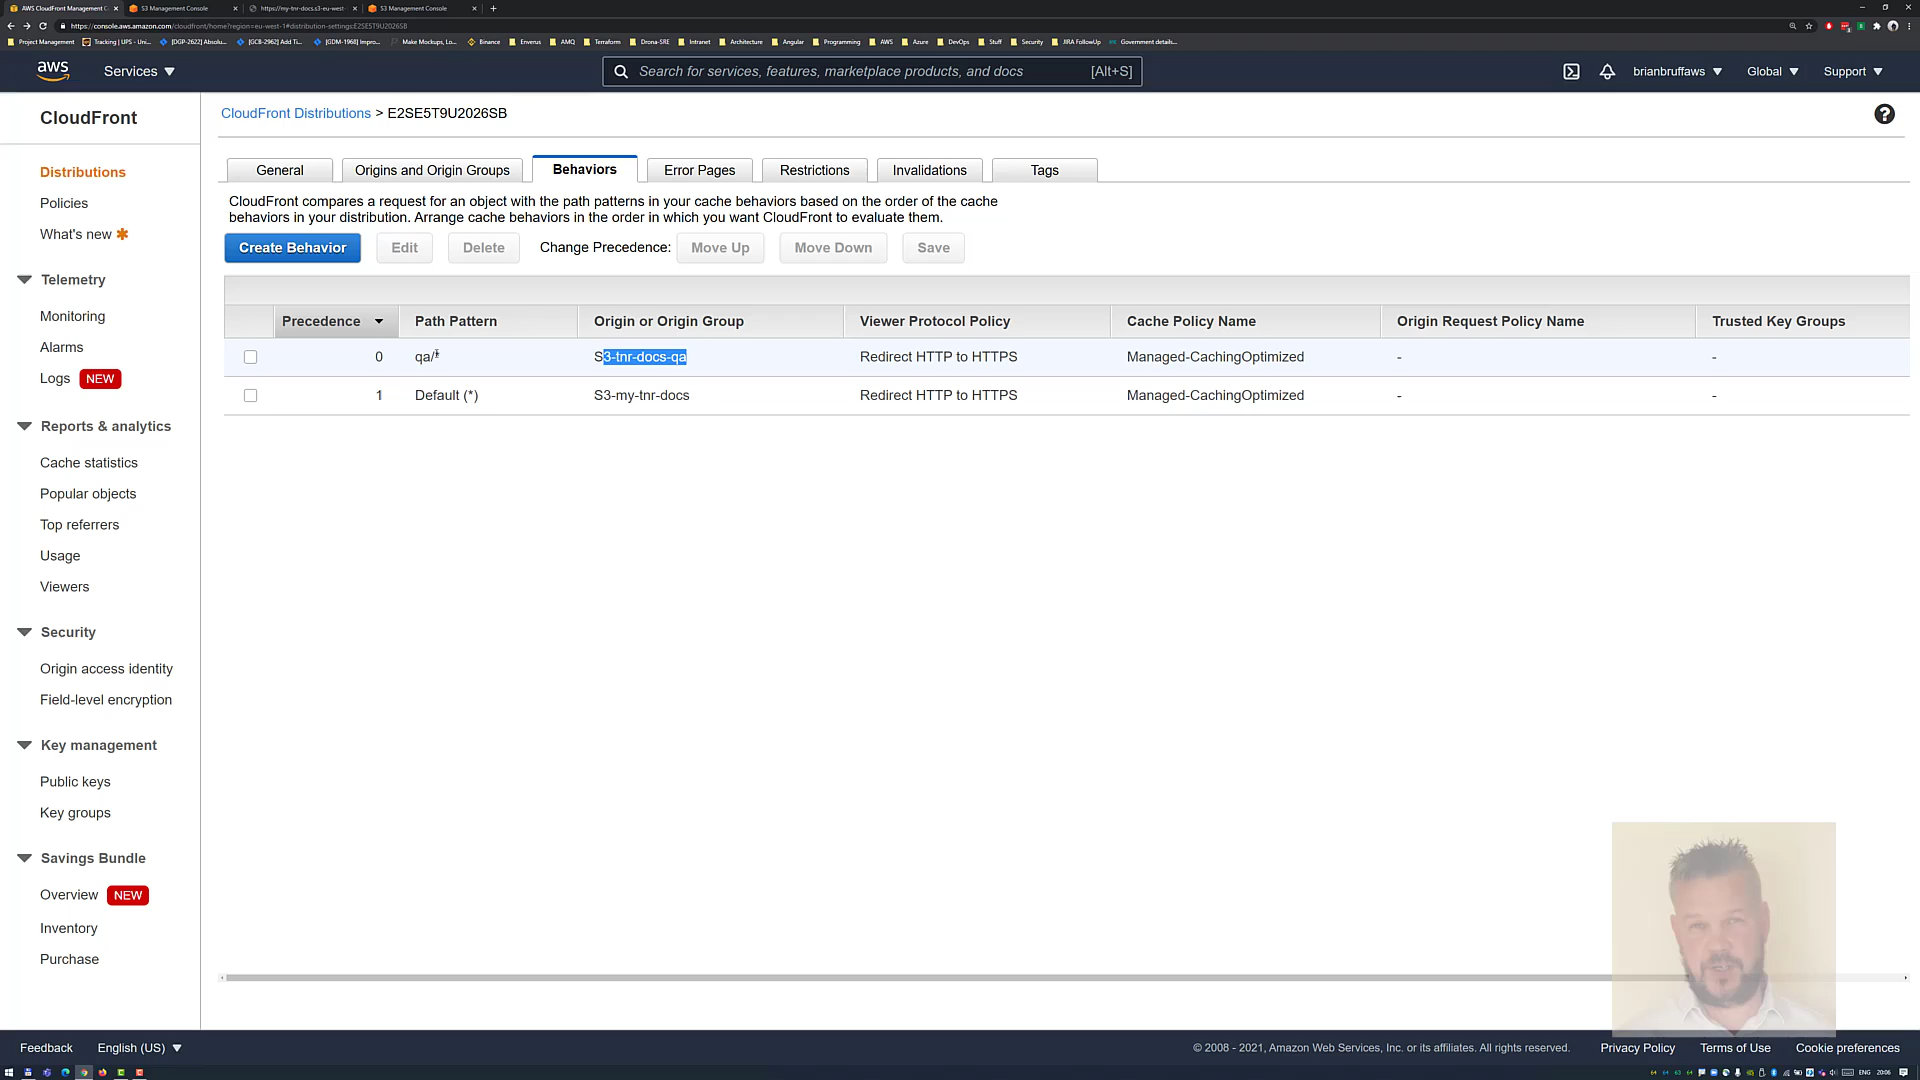 AWS CloudFront Management C
S3 Management Console
https://my-tnr-docs.s3-eu-west-
S3 Management Console
https://console.aws.amazon.com/cloudfront/home?region=eu-west-1#distribution-settings:E2SE5T9U2026SB
Project Management
Tracking | UPS - Uni...
[DGP-2622] Absolu...
[GCB-2962] Add Ti...
[GDM-1968] Impro...
Make Mockups, Lo...
Binance
Enverus
AMQ
Terraform
Drona-SRE
Intranet
Architecture
Angular
Programming
AWS
Azure
DevOps
Stuff
Security
JIRA FollowUp
Government details...
aws
Services
Search for services, features, marketplace products, and docs
[Alt+S]
brianbruffaws
Global
Support
CloudFront
CloudFront Distributions > E2SE5T9U2026SB
Distributions
Policies
What's new
Telemetry
Monitoring
Alarms
Logs NEW
Reports & analytics
Cache statistics
Popular objects
Top referrers
Usage
Viewers
Security
Origin access identity
Field-level encryption
Key management
Public keys
Key groups
Savings Bundle
Overview NEW
Inventory
Purchase
General
Origins and Origin Groups
Behaviors
Error Pages
Restrictions
Invalidations
Tags
CloudFront compares a request for an object with the path patterns in your cache behaviors based on the order of the cache
behaviors in your distribution. Arrange cache behaviors in the order in which you want CloudFront to evaluate them.
Create Behavior
Edit
Delete
Change Precedence:
Move Up
Move Down
Save
Precedence Path Pattern Origin or Origin Group Viewer Protocol Policy Cache Policy Name Origin Request Policy Name Trusted Key Groups
0 qa/* S3-tnr-docs-qa Redirect HTTP to HTTPS Managed-CachingOptimized - -
1 Default (*) S3-my-tnr-docs Redirect HTTP to HTTPS Managed-CachingOptimized - -
Feedback
English (US)
© 2008 - 2021, Amazon Web Services, Inc. or its affiliates. All rights reserved.
Privacy Policy
Terms of Use
Cookie preferences
ENG
20:06